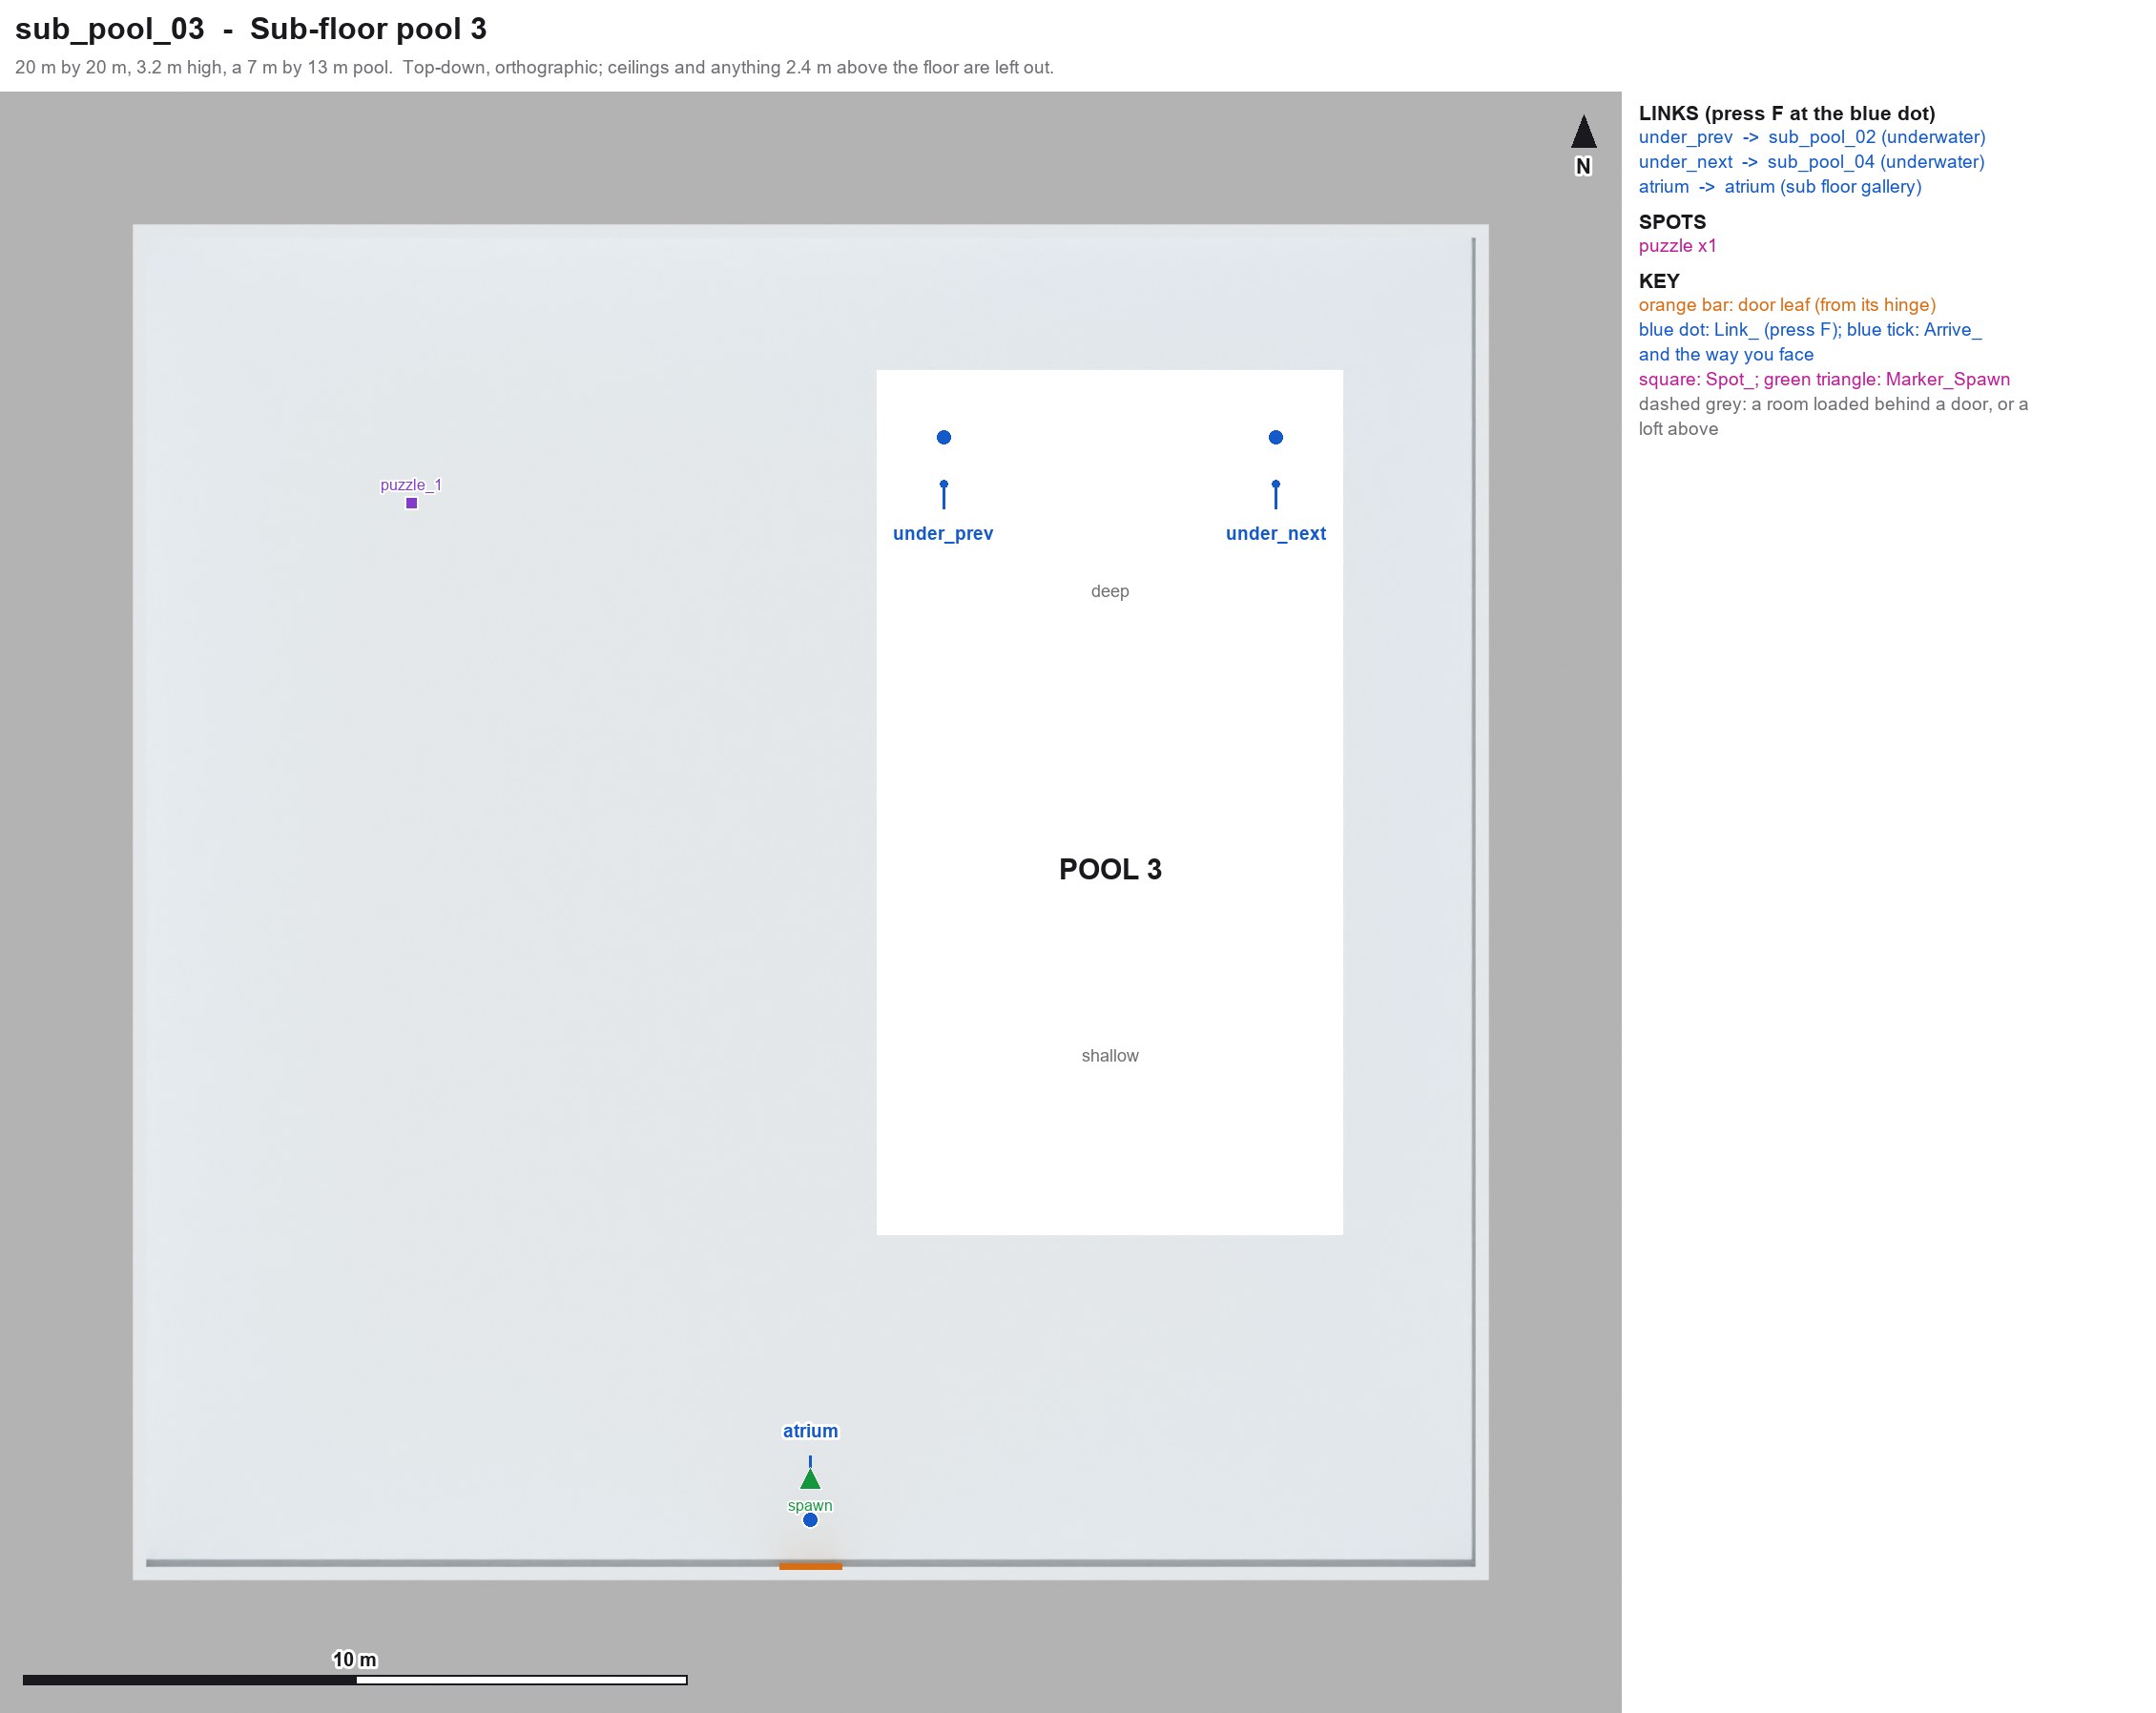 sub_pool_03 - Sub-floor pool 3
20 m by 20 m, 3.2 m high, a 7 m by 13 m pool. Top-down, orthographic; ceilings and anything 2.4 m above the floor are left out.
N
LINKS (press F at the blue dot)
under_prev -> sub_pool_02 (underwater)
under_next -> sub_pool_04 (underwater)
atrium -> atrium (sub floor gallery)
SPOTS
puzzle x1
KEY
orange bar: door leaf (from its hinge)
blue dot: Link_ (press F); blue tick: Arrive_
and the way you face
square: Spot_; green triangle: Marker_Spawn
dashed grey: a room loaded behind a door, or a
loft above
puzzle_1
under_prev
under_next
deep
POOL 3
shallow
atrium
spawn
10 m